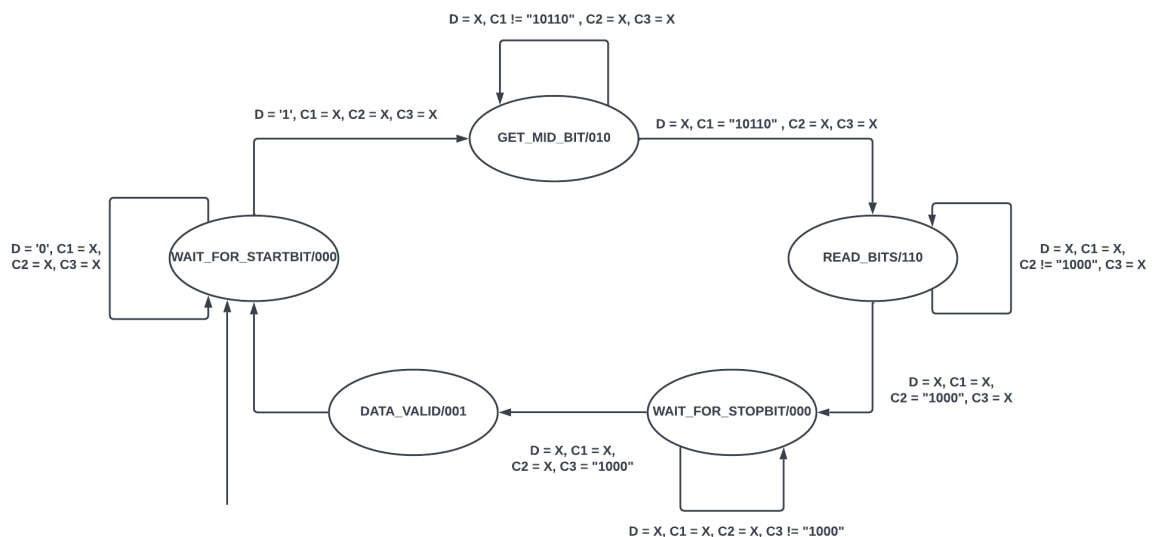 D = X, C1 != "10110" , C2 = X, C3 = X
D = '1', C1 = X, C2 = X, C3 = X
GET_MID_BIT/010
D = X, C1 = "10110" , C2 = X, C3 = X
D = '0', C1 = X,
C2 = X, C3 = X
WAIT_FOR_STARTBIT/000
READ_BITS/110
D = X, C1 = X,
C2 != "1000", C3 = X
D = X, C1 = X,
C2 = "1000", C3 = X
DATA_VALID/001
WAIT_FOR_STOPBIT/000
D = X, C1 = X,
C2 = X, C3 = "1000"
D = X, C1 = X, C2 = X, C3 != "1000"